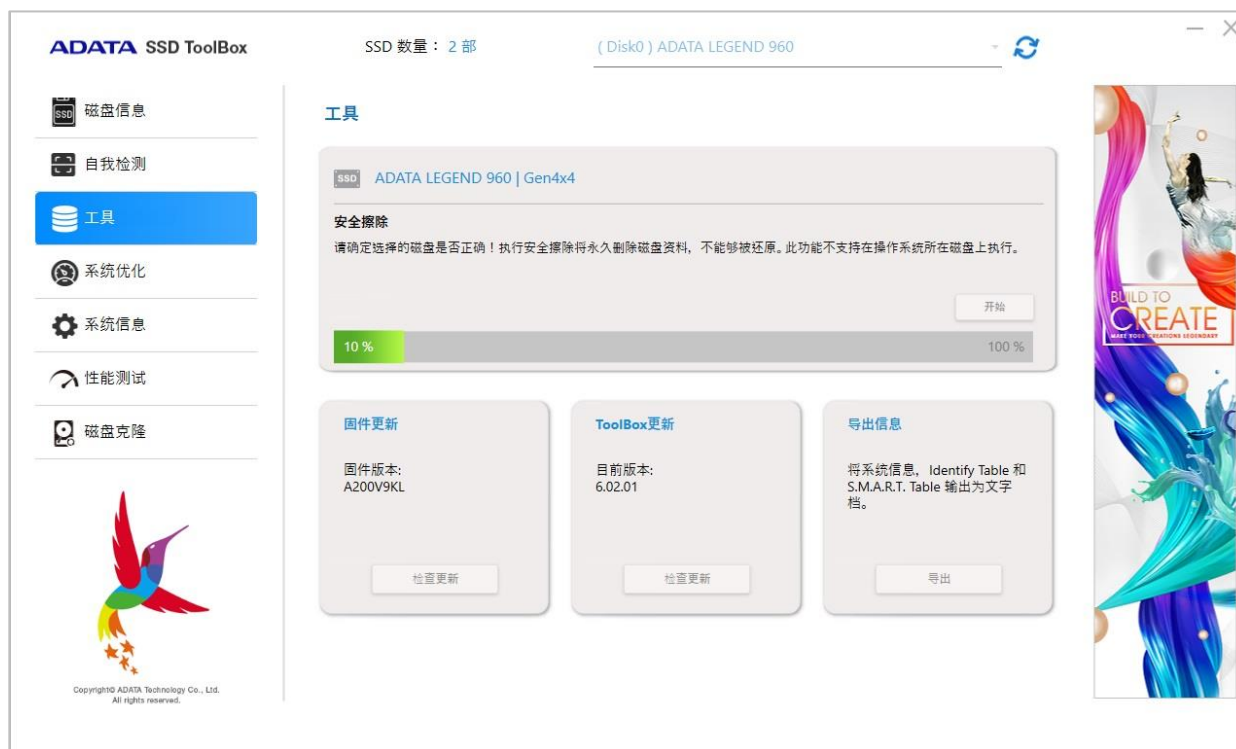 ADATA SSD ToolBox
SSD 数量： 2 部
( Disk0 ) ADATA LEGEND 960
磁盘信息
自我检测
工具
系统优化
系统信息
性能测试
磁盘克隆
Copyright© ADATA Technology Co., Ltd.
All rights reserved.
工具
SSD
ADATA LEGEND 960 | Gen4x4
安全擦除
请确定选择的磁盘是否正确！执行安全擦除将永久删除磁盘资料，不能够被还原。此功能不支持在操作系统所在磁盘上执行。
开始
10 %
100 %
固件更新
固件版本:
A200V9KL
检查更新
ToolBox更新
目前版本:
6.02.01
检查更新
导出信息
将系统信息，Identify Table 和
S.M.A.R.T. Table 输出为文字
档。
导出
BUILD TO
CREATE
MAKE YOUR CREATIONS LEGENDARY